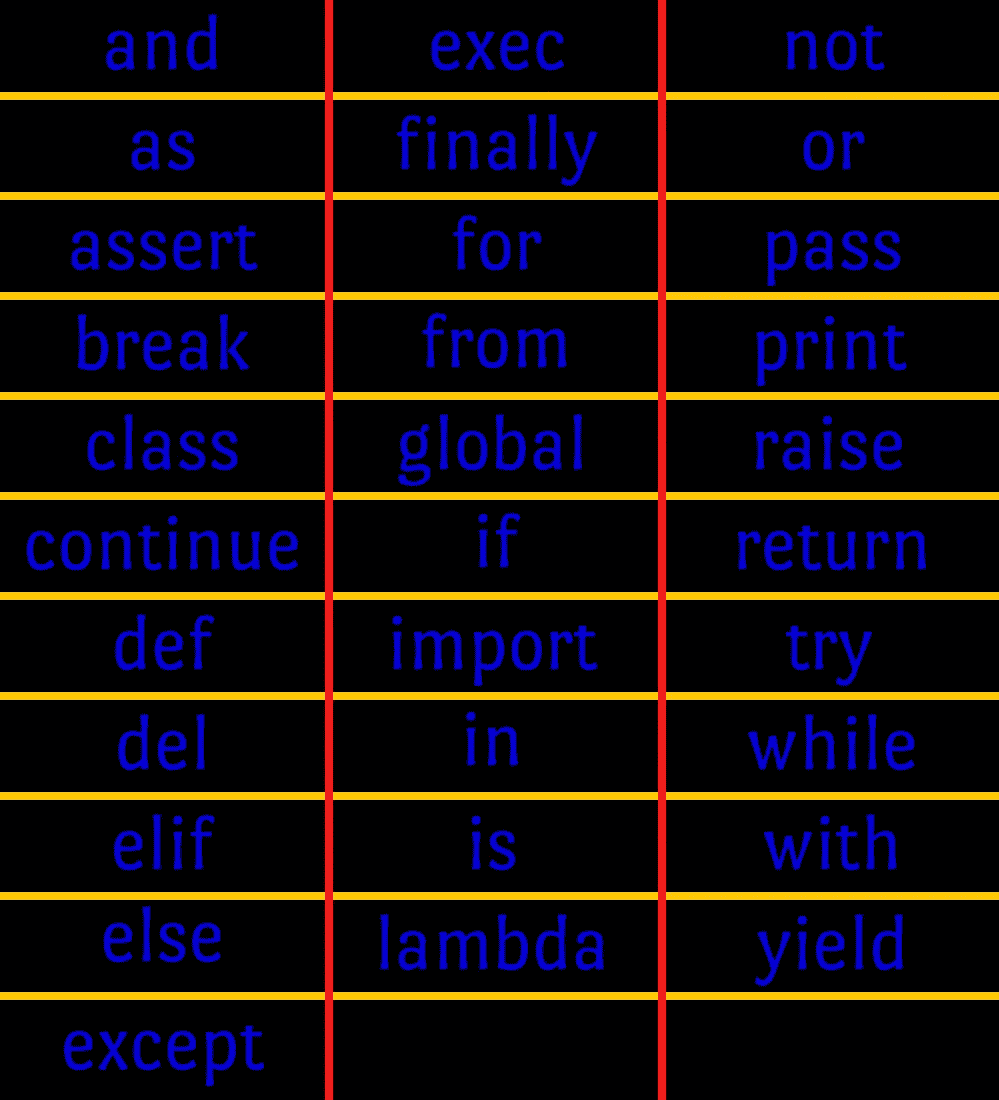 and exec not
as finally or
assert for pass
break from print
class global raise
continue if return
def import try
del in while
elif is with
else lambda yield
except